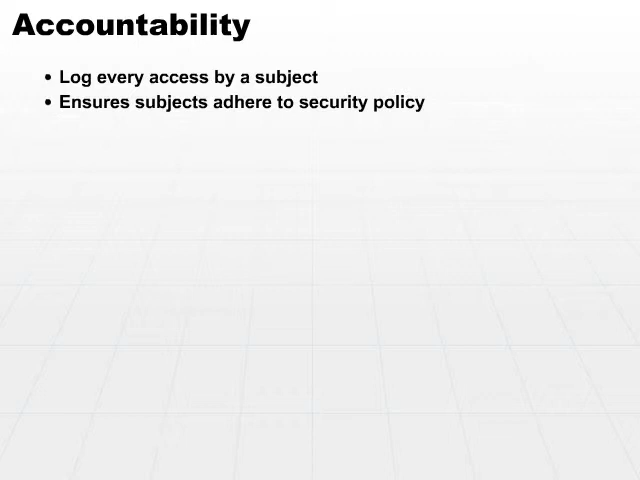 Accountability
• Log every access by a subject
• Ensures subjects adhere to security policy